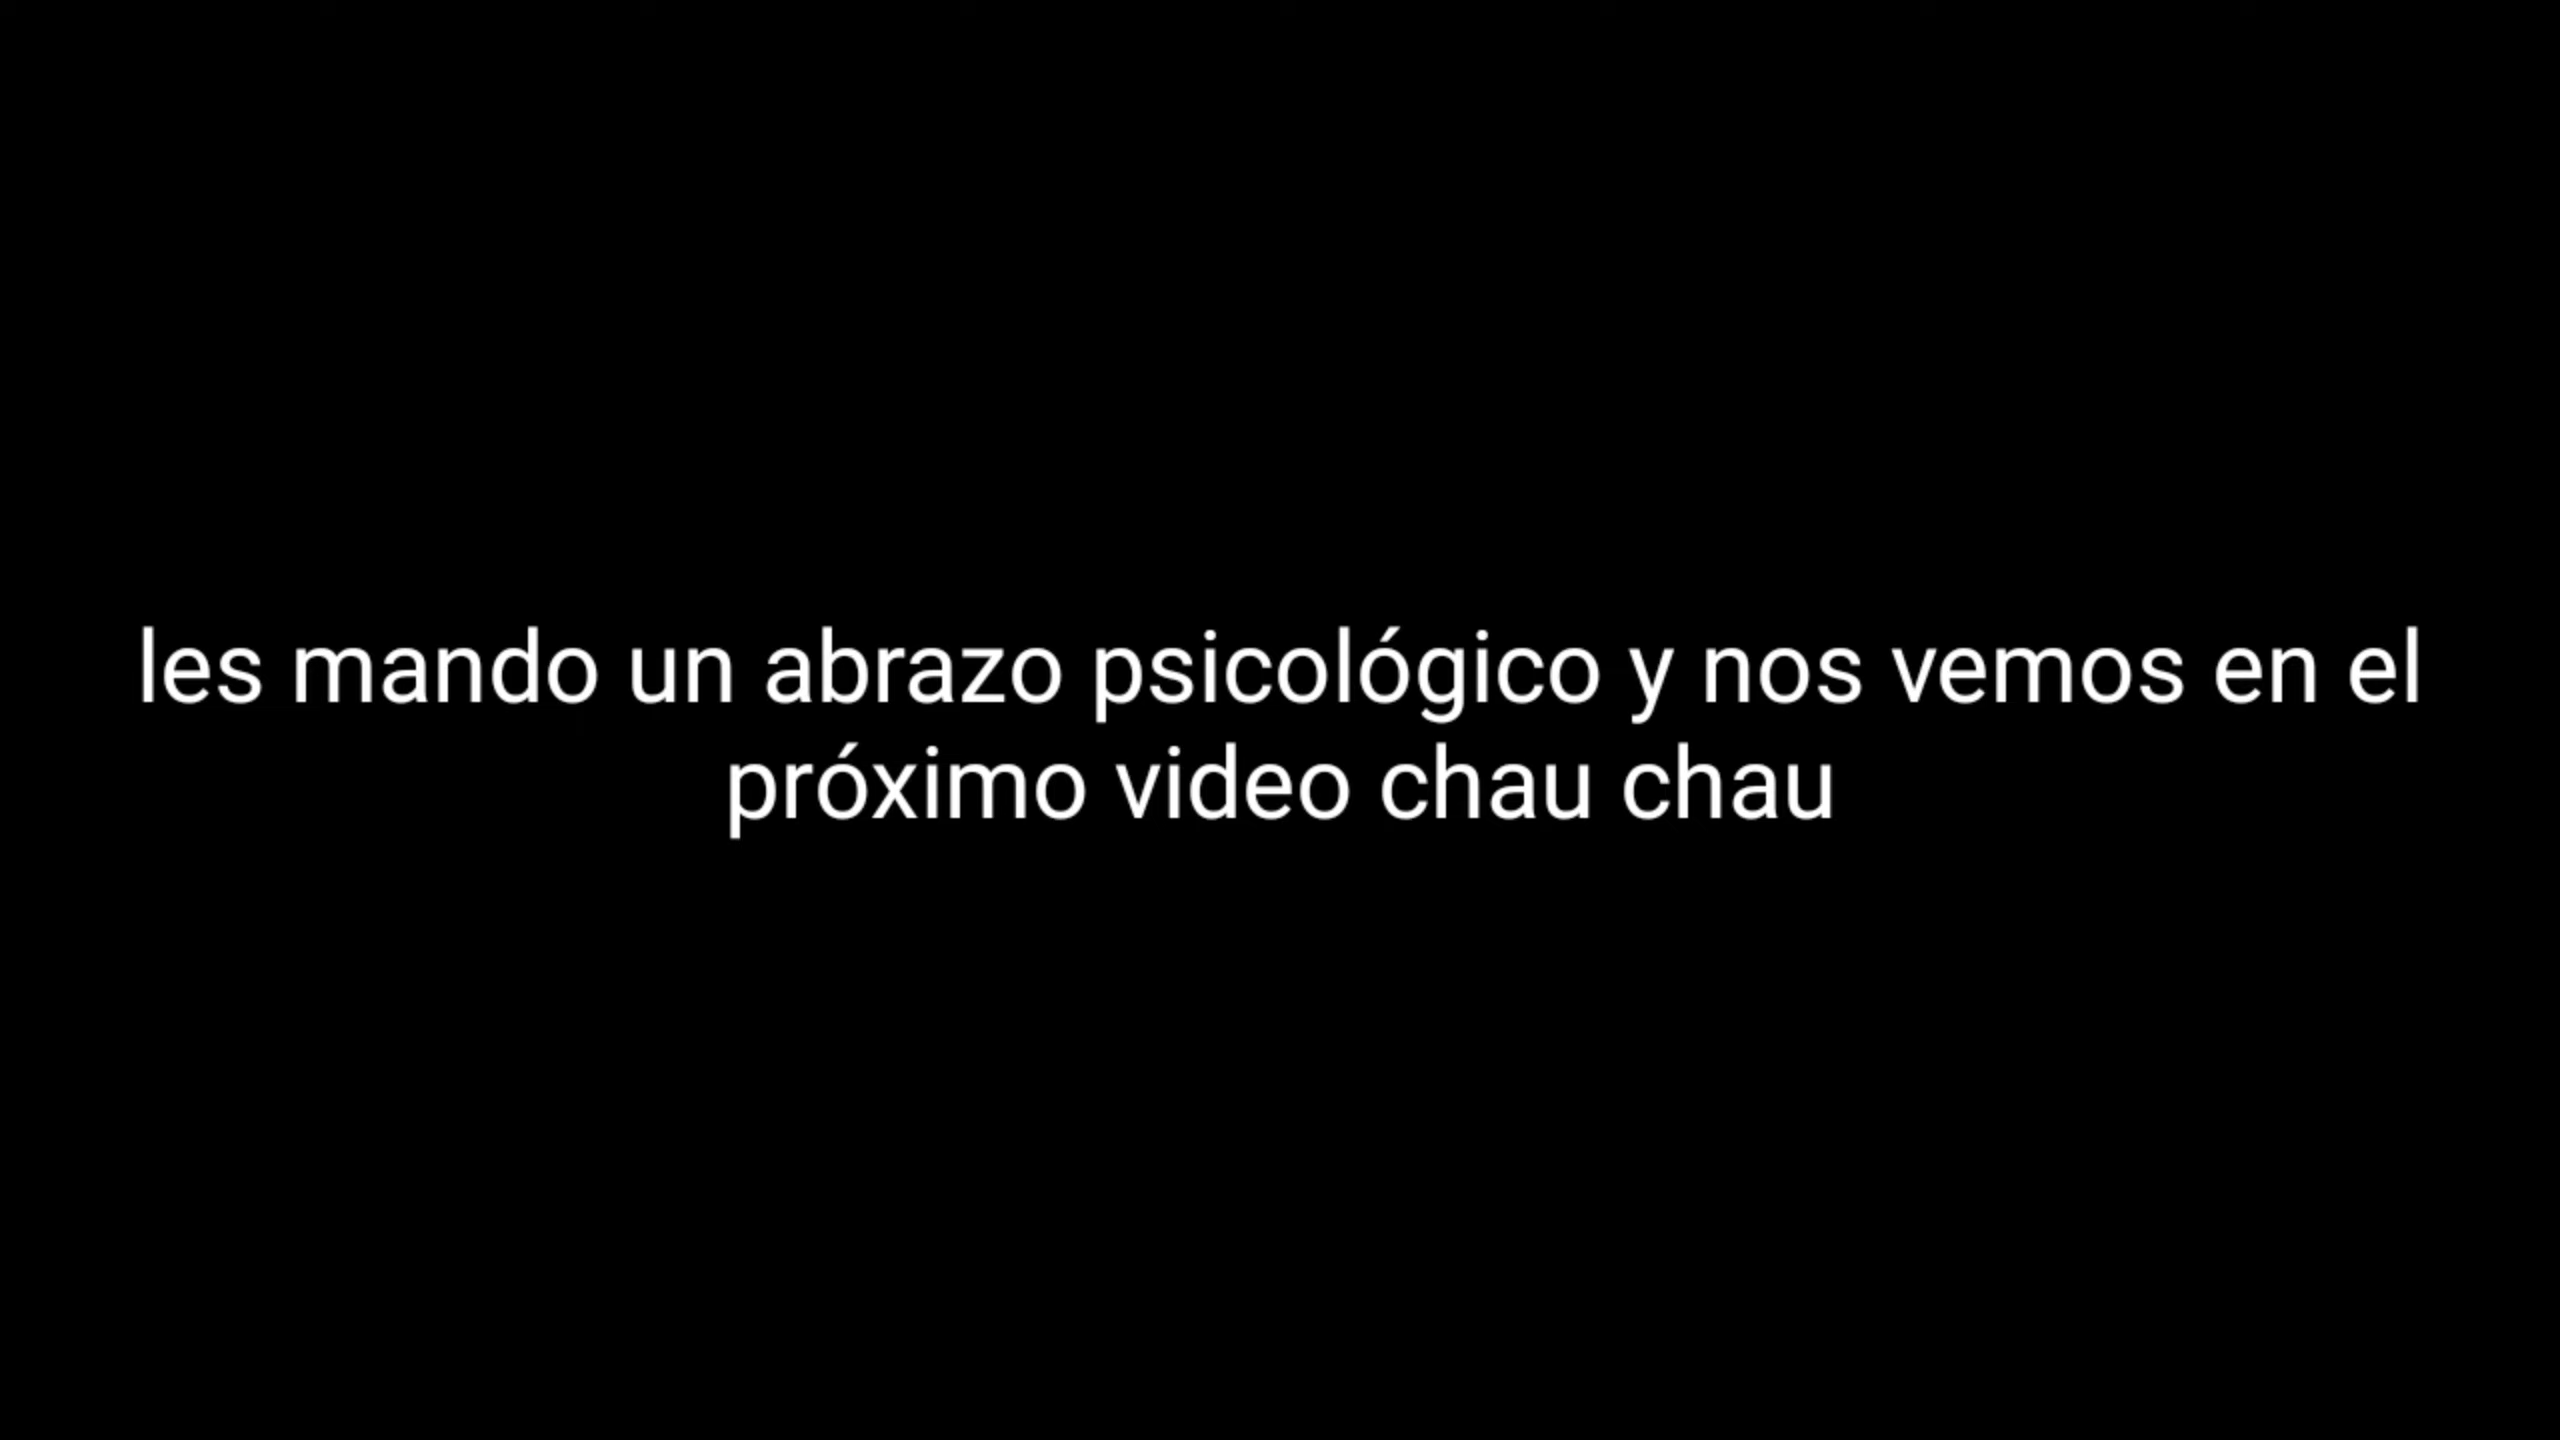 les mando un abrazo psicológico y nos vemos en el
próximo video chau chau